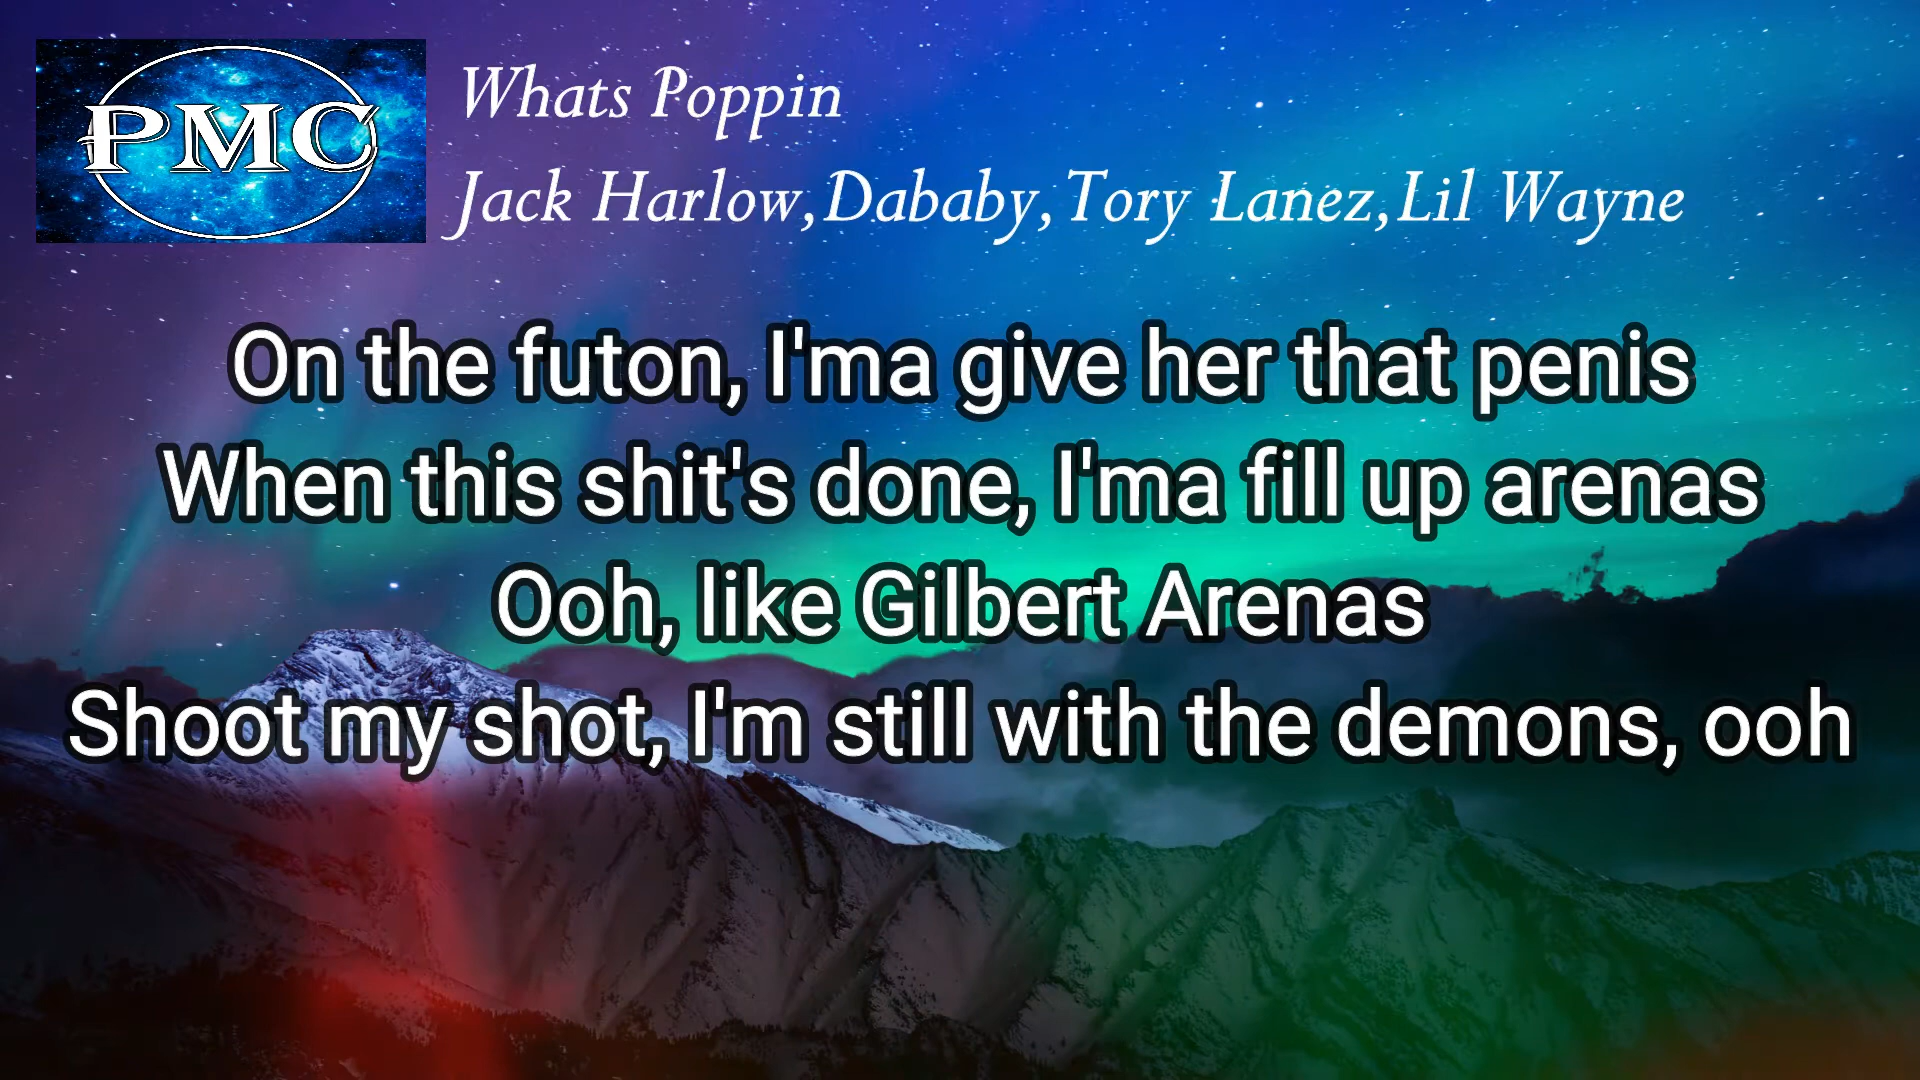 PMC
Whats Poppin
Jack Harlow,Dababy,Tory Lanez,Lil Wayne
On the futon, I'ma give her that penis
When this shit's done, I'ma fill up arenas
Ooh, like Gilbert Arenas
Shoot my shot, I'm still with the demons, ooh